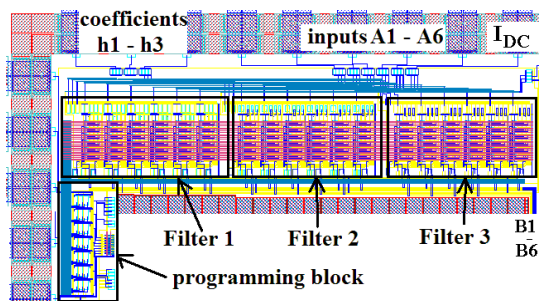 coefficients
h1 - h3
inputs A1 - A6
I_DC
Filter 1
Filter 2
Filter 3
B1
-
B6
programming block